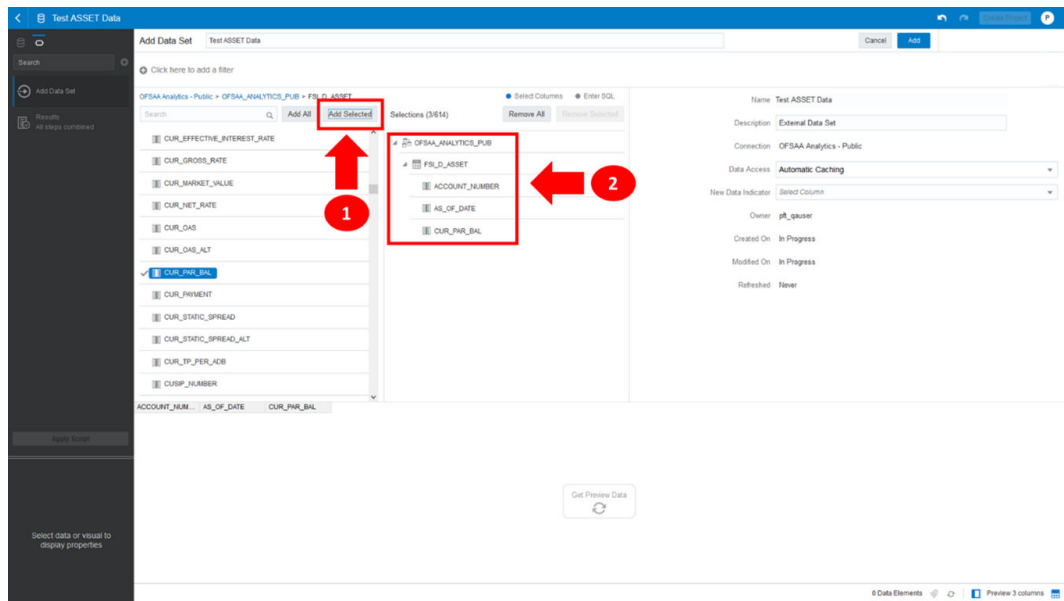 Test ASSET Data
Create Project
P
Search
Add Data Set
Results
All steps combined
Apply Script
Select data or visual to
display properties
Add Data Set
Test ASSET Data
Cancel
Add
Click here to add a filter
OFSAA Analytics - Public > OFSAA_ANALYTICS_PUB > FSI_D_ASSET
Select Columns
Enter SQL
Search
Add All
Add Selected
Selections (3/614)
Remove All
Remove Selected
CUR_EFFECTIVE_INTEREST_RATE
CUR_GROSS_RATE
CUR_MARKET_VALUE
CUR_NET_RATE
CUR_OAS
CUR_OAS_ALT
CUR_PAR_BAL
CUR_PAYMENT
CUR_STATIC_SPREAD
CUR_STATIC_SPREAD_ALT
CUR_TP_PER_ADB
CUSIP_NUMBER
1
OFSAA_ANALYTICS_PUB
FSI_D_ASSET
ACCOUNT_NUMBER
AS_OF_DATE
CUR_PAR_BAL
2
Name Test ASSET Data
Description External Data Set
Connection OFSAA Analytics - Public
Data Access Automatic Caching
New Data Indicator Select Column
Owner pft_qauser
Created On In Progress
Modified On In Progress
Refreshed Never
ACCOUNT_NUM... AS_OF_DATE CUR_PAR_BAL
Get Preview Data
0 Data Elements
Preview 3 columns